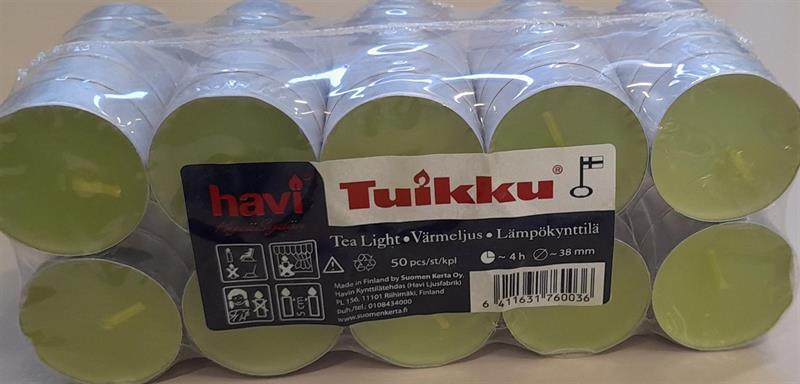 havi
Tuikku®
Tea Light • Värmeljus • Lämpökynttilä
50 pcs/st/kpl
~ 4 h
~ 38 mm
5 cm
Made in Finland by Suomen Kerta Oy.
Havin Kynttilätehdas (Havi Ljusfabrik)
PL 156, 11101 Riihimäki, Finland
puh./tel.: 0108434000
www.suomenkerta.fi
6 411631 760036